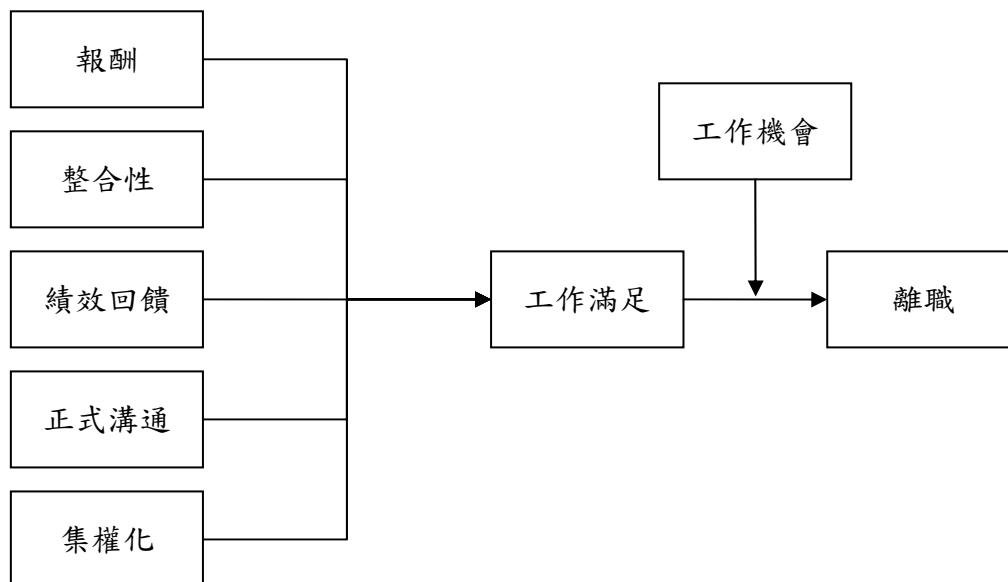 報酬
整合性
績效回饋
正式溝通
集權化
工作機會
工作滿足
離職